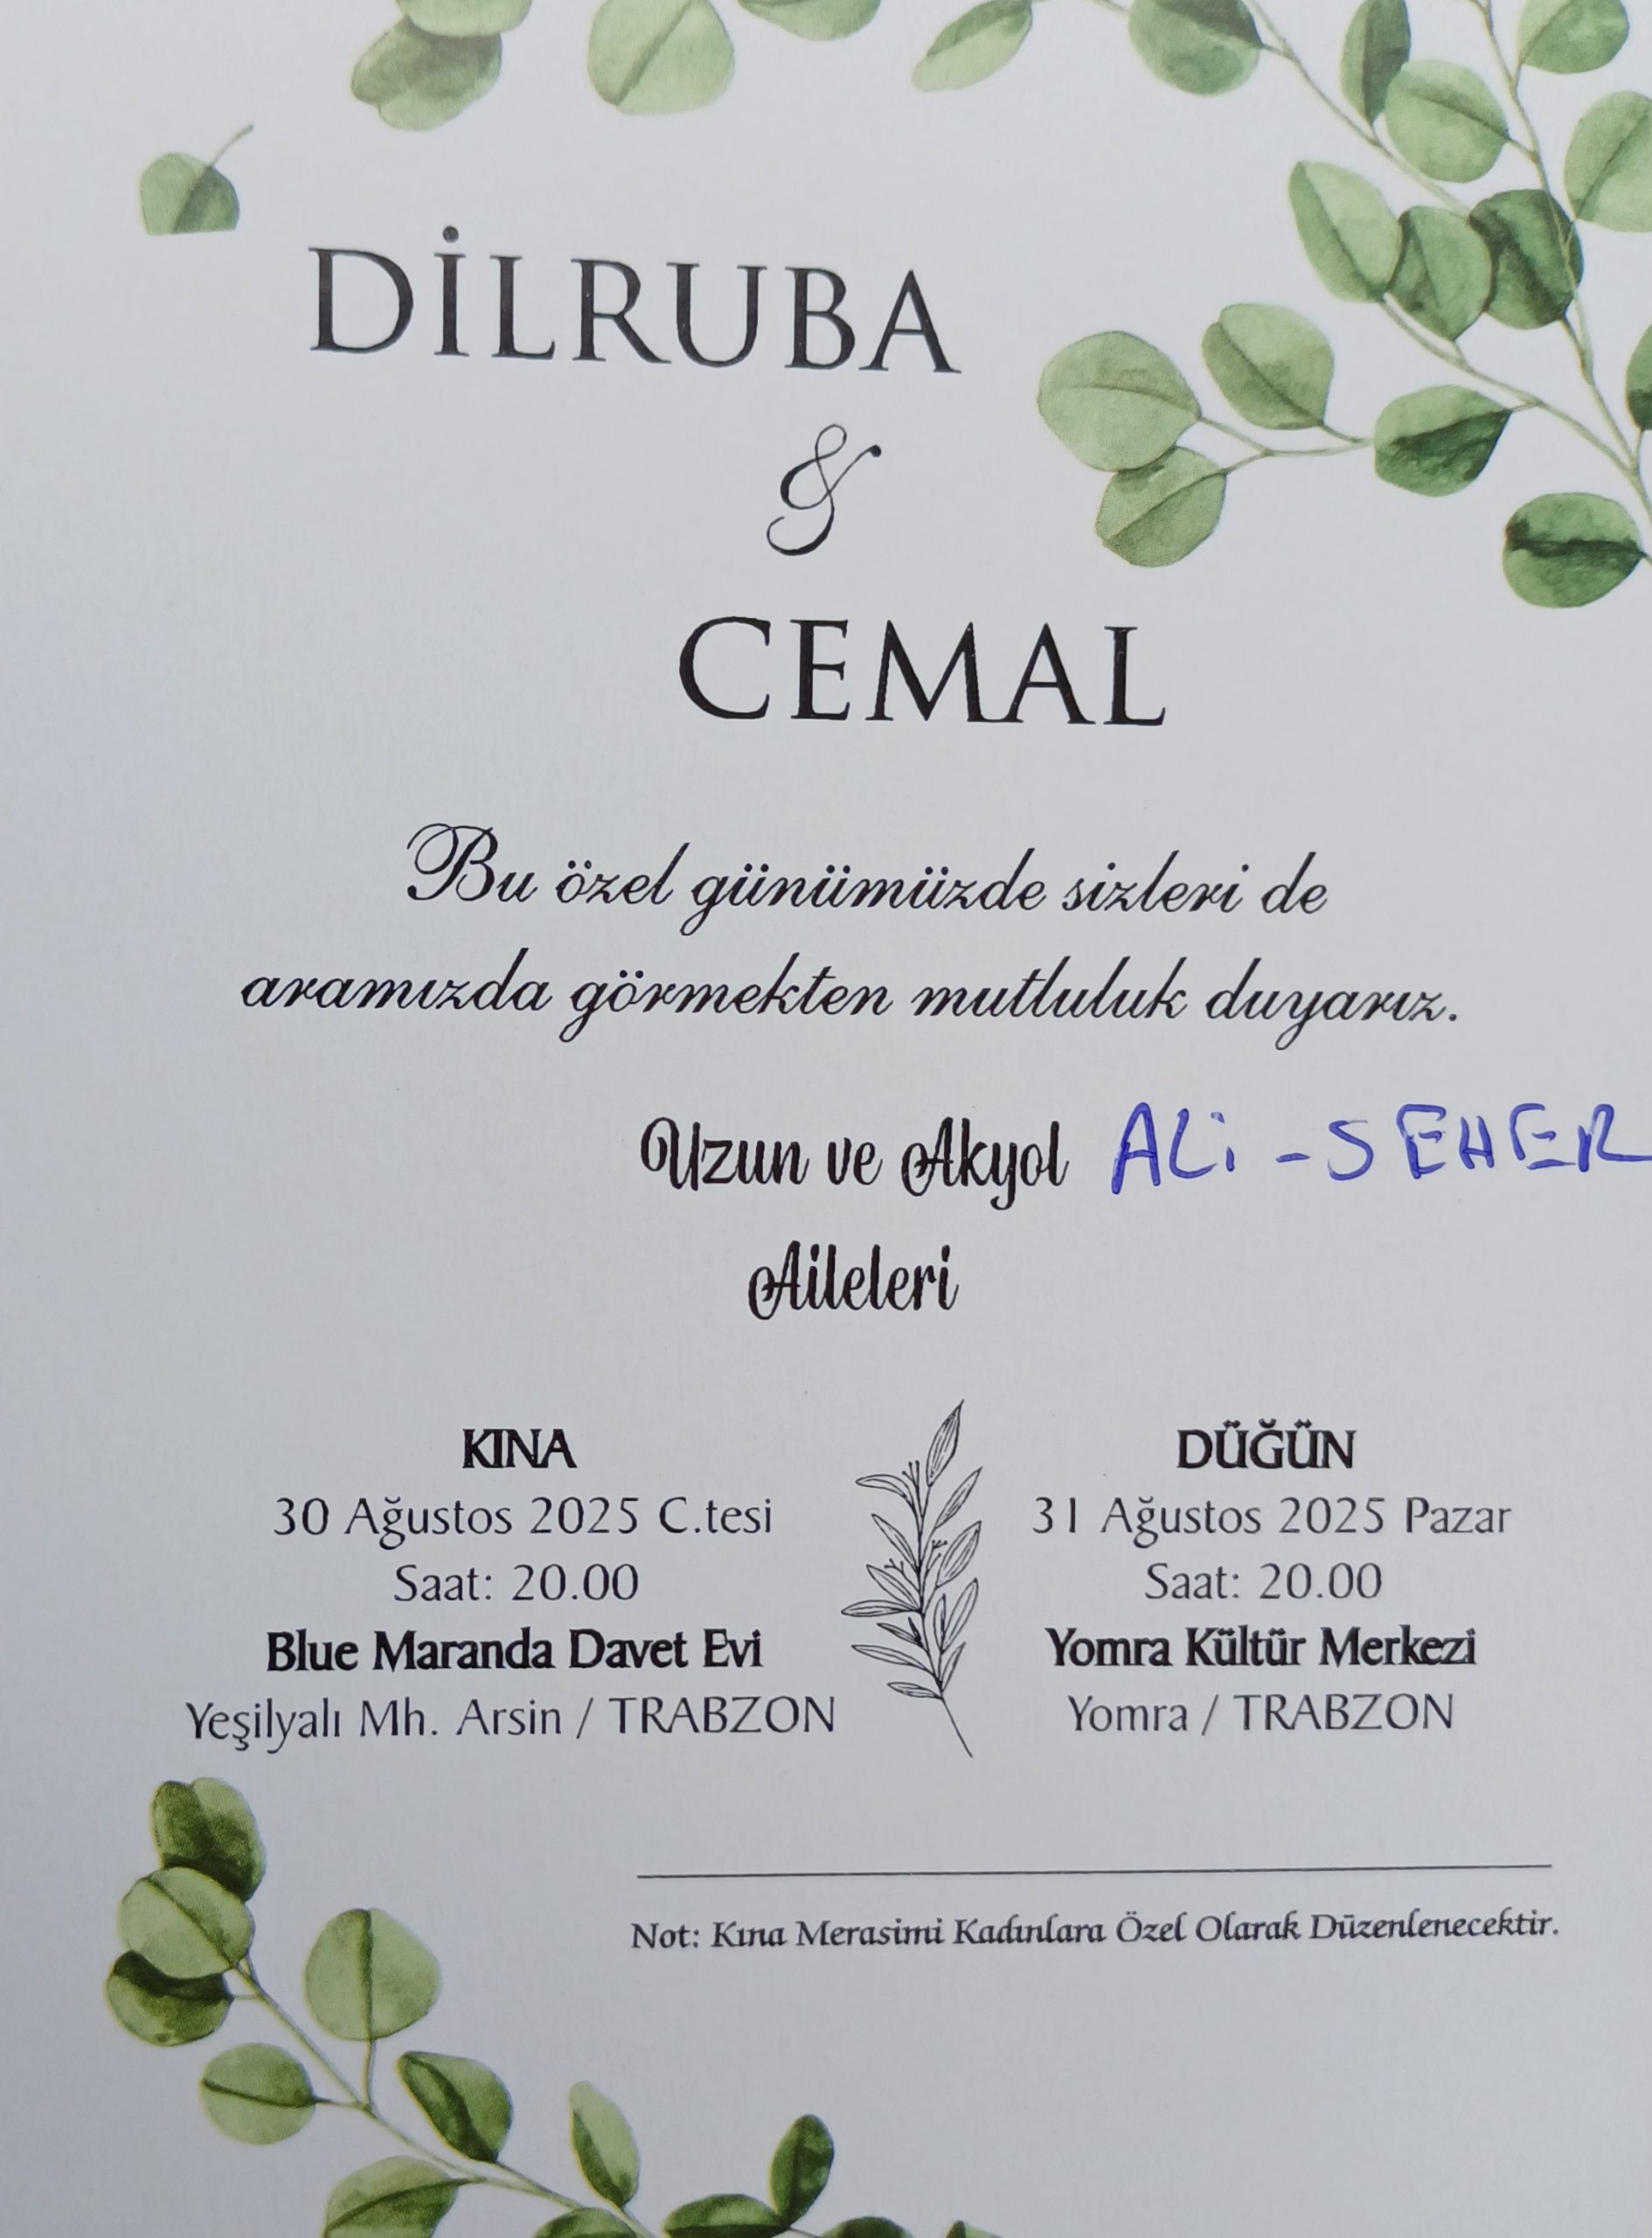 DİLRUBA
&
CEMAL
Bu özel günümüzde sizleri de
aramızda görmekten mutluluk duyarız.
Uzun ve Akyol ALİ - SEHER
Aileleri
KINA
30 Ağustos 2025 C.tesi
Saat: 20.00
Blue Maranda Davet Evi
Yeşilyalı Mh. Arsin / TRABZON
DÜĞÜN
31 Ağustos 2025 Pazar
Saat: 20.00
Yomra Kültür Merkezi
Yomra / TRABZON
Not: Kına Merasimi Kadınlara Özel Olarak Düzenlenecektir.